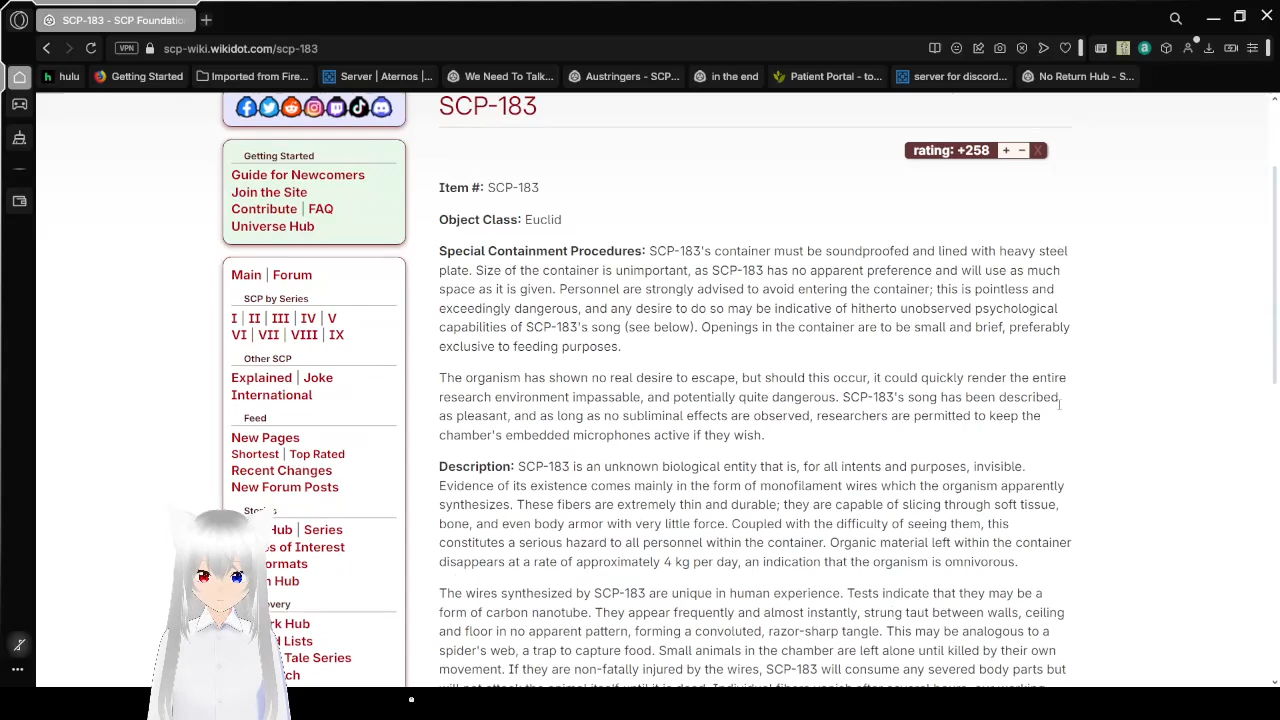 SCP-183 - SCP Foundatio
VPN
scp-wiki.wikidot.com/scp-183
h hulu
Getting Started
Imported from Fire...
Server | Aternos |...
We Need To Talk...
Austringers - SCP...
in the end
Patient Portal - to...
server for discord...
No Return Hub - S...
Getting Started
Guide for Newcomers
Join the Site
Contribute | FAQ
Universe Hub
Main | Forum
SCP by Series
I | II | III | IV | V
VI | VII | VIII | IX
Other SCP
Explained | Joke
International
Feed
New Pages
Shortest | Top Rated
Recent Changes
New Forum Posts
Hub | Series
of Interest
Hub
Hub
Lists
Tale Series
SCP-183
rating: +258 + − X
Item #: SCP-183
Object Class: Euclid
Special Containment Procedures: SCP-183's container must be soundproofed and lined with heavy steel
plate. Size of the container is unimportant, as SCP-183 has no apparent preference and will use as much
space as it is given. Personnel are strongly advised to avoid entering the container; this is pointless and
exceedingly dangerous, and any desire to do so may be indicative of hitherto unobserved psychological
capabilities of SCP-183's song (see below). Openings in the container are to be small and brief, preferably
exclusive to feeding purposes.
The organism has shown no real desire to escape, but should this occur, it could quickly render the entire
research environment impassable, and potentially quite dangerous. SCP-183's song has been described
as pleasant, and as long as no subliminal effects are observed, researchers are permitted to keep the
chamber's embedded microphones active if they wish.
Description: SCP-183 is an unknown biological entity that is, for all intents and purposes, invisible.
Evidence of its existence comes mainly in the form of monofilament wires which the organism apparently
synthesizes. These fibers are extremely thin and durable; they are capable of slicing through soft tissue,
bone, and even body armor with very little force. Coupled with the difficulty of seeing them, this
constitutes a serious hazard to all personnel within the container. Organic material left within the container
disappears at a rate of approximately 4 kg per day, an indication that the organism is omnivorous.
The wires synthesized by SCP-183 are unique in human experience. Tests indicate that they may be a
form of carbon nanotube. They appear frequently and almost instantly, strung taut between walls, ceiling
and floor in no apparent pattern, forming a convoluted, razor-sharp tangle. This may be analogous to a
spider's web, a trap to capture food. Small animals in the chamber are left alone until killed by their own
movement. If they are non-fatally injured by the wires, SCP-183 will consume any severed body parts but